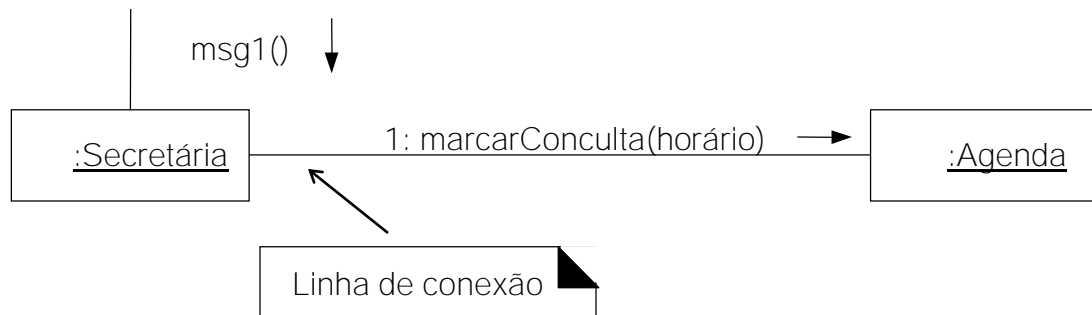 msg1()
:Secretária
1: marcarConculta(horário)
:Agenda
Linha de conexão